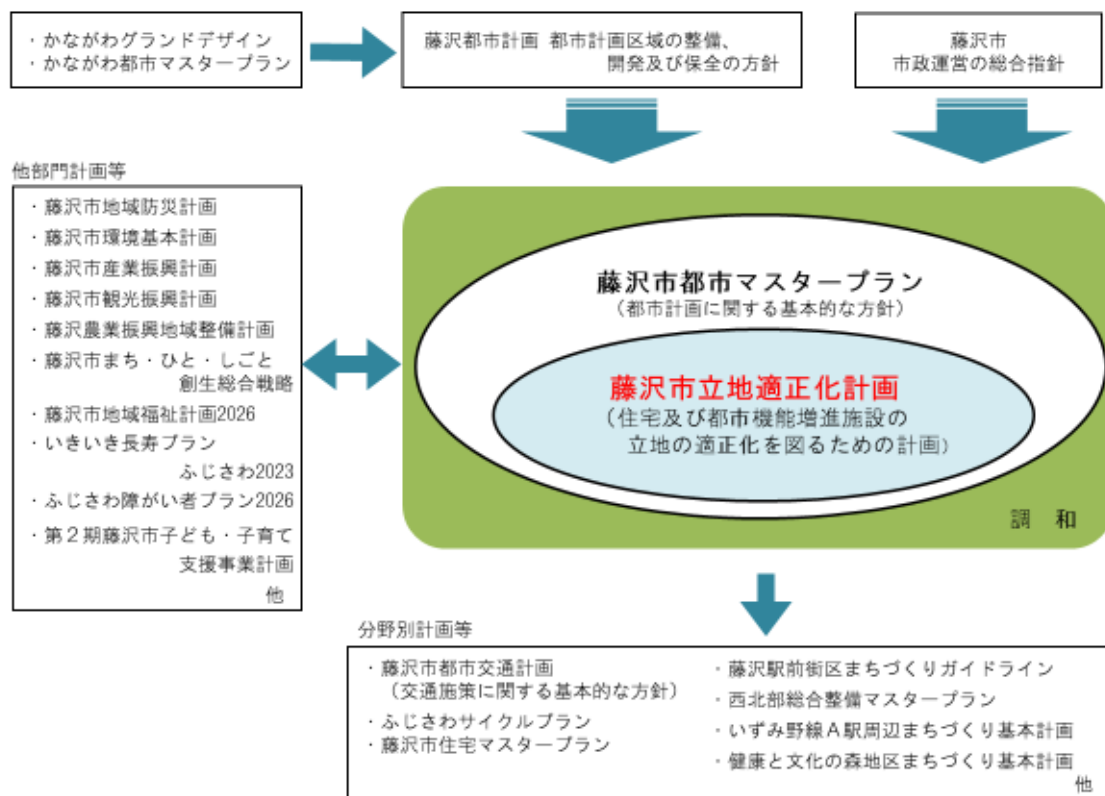 ・かながわグランドデザイン
・かながわ都市マスタープラン
藤沢都市計画 都市計画区域の整備、
開発及び保全の方針
藤沢市
市政運営の総合指針
他部門計画等
・藤沢市地域防災計画
・藤沢市環境基本計画
・藤沢市産業振興計画
・藤沢市観光振興計画
・藤沢農業振興地域整備計画
・藤沢市まち・ひと・しごと
創生総合戦略
・藤沢市地域福祉計画2026
・いきいき長寿プラン
ふじさわ2023
・ふじさわ障がい者プラン2026
・第2期藤沢市子ども・子育て
支援事業計画
他
藤沢市都市マスタープラン
（都市計画に関する基本的な方針）
藤沢市立地適正化計画
（住宅及び都市機能増進施設の
立地の適正化を図るための計画）
調 和
分野別計画等
・藤沢市都市交通計画
（交通施策に関する基本的な方針）
・ふじさわサイクルプラン
・藤沢市住宅マスタープラン
・藤沢駅前街区まちづくりガイドライン
・西北部総合整備マスタープラン
・いずみ野線A駅周辺まちづくり基本計画
・健康と文化の森地区まちづくり基本計画
他